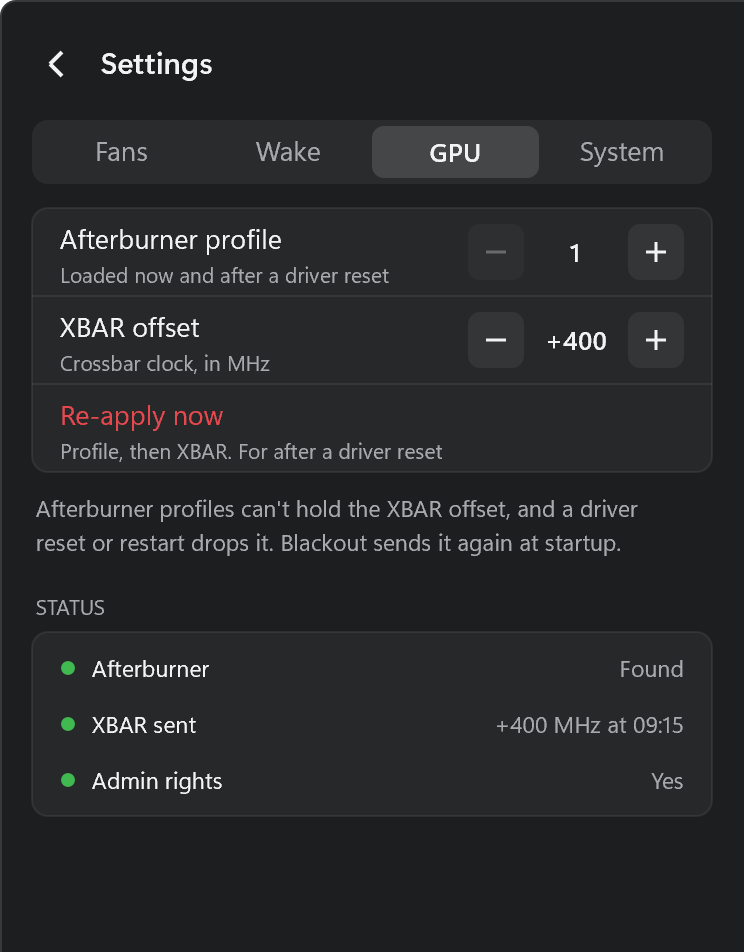 Settings
Fans Wake GPU System
Afterburner profile
Loaded now and after a driver reset
− 1 +
XBAR offset
Crossbar clock, in MHz
− +400 +
Re-apply now
Profile, then XBAR. For after a driver reset
Afterburner profiles can't hold the XBAR offset, and a driver
reset or restart drops it. Blackout sends it again at startup.
STATUS
Afterburner Found
XBAR sent +400 MHz at 09:15
Admin rights Yes